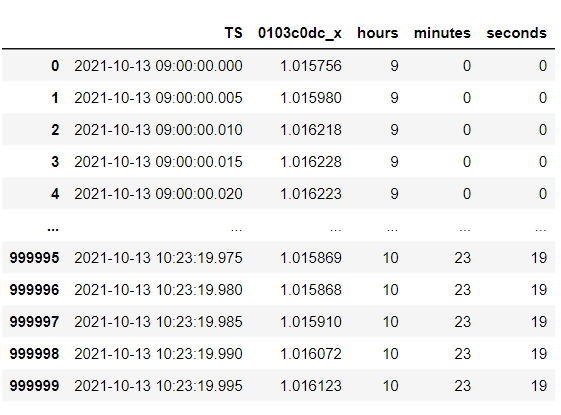 TS 0103c0dc_x hours minutes seconds
0 2021-10-13 09:00:00.000 1.015756 9 0 0
1 2021-10-13 09:00:00.005 1.015980 9 0 0
2 2021-10-13 09:00:00.010 1.016218 9 0 0
3 2021-10-13 09:00:00.015 1.016228 9 0 0
4 2021-10-13 09:00:00.020 1.016223 9 0 0
... ... ... ... ... ...
999995 2021-10-13 10:23:19.975 1.015869 10 23 19
999996 2021-10-13 10:23:19.980 1.015868 10 23 19
999997 2021-10-13 10:23:19.985 1.015910 10 23 19
999998 2021-10-13 10:23:19.990 1.016072 10 23 19
999999 2021-10-13 10:23:19.995 1.016123 10 23 19